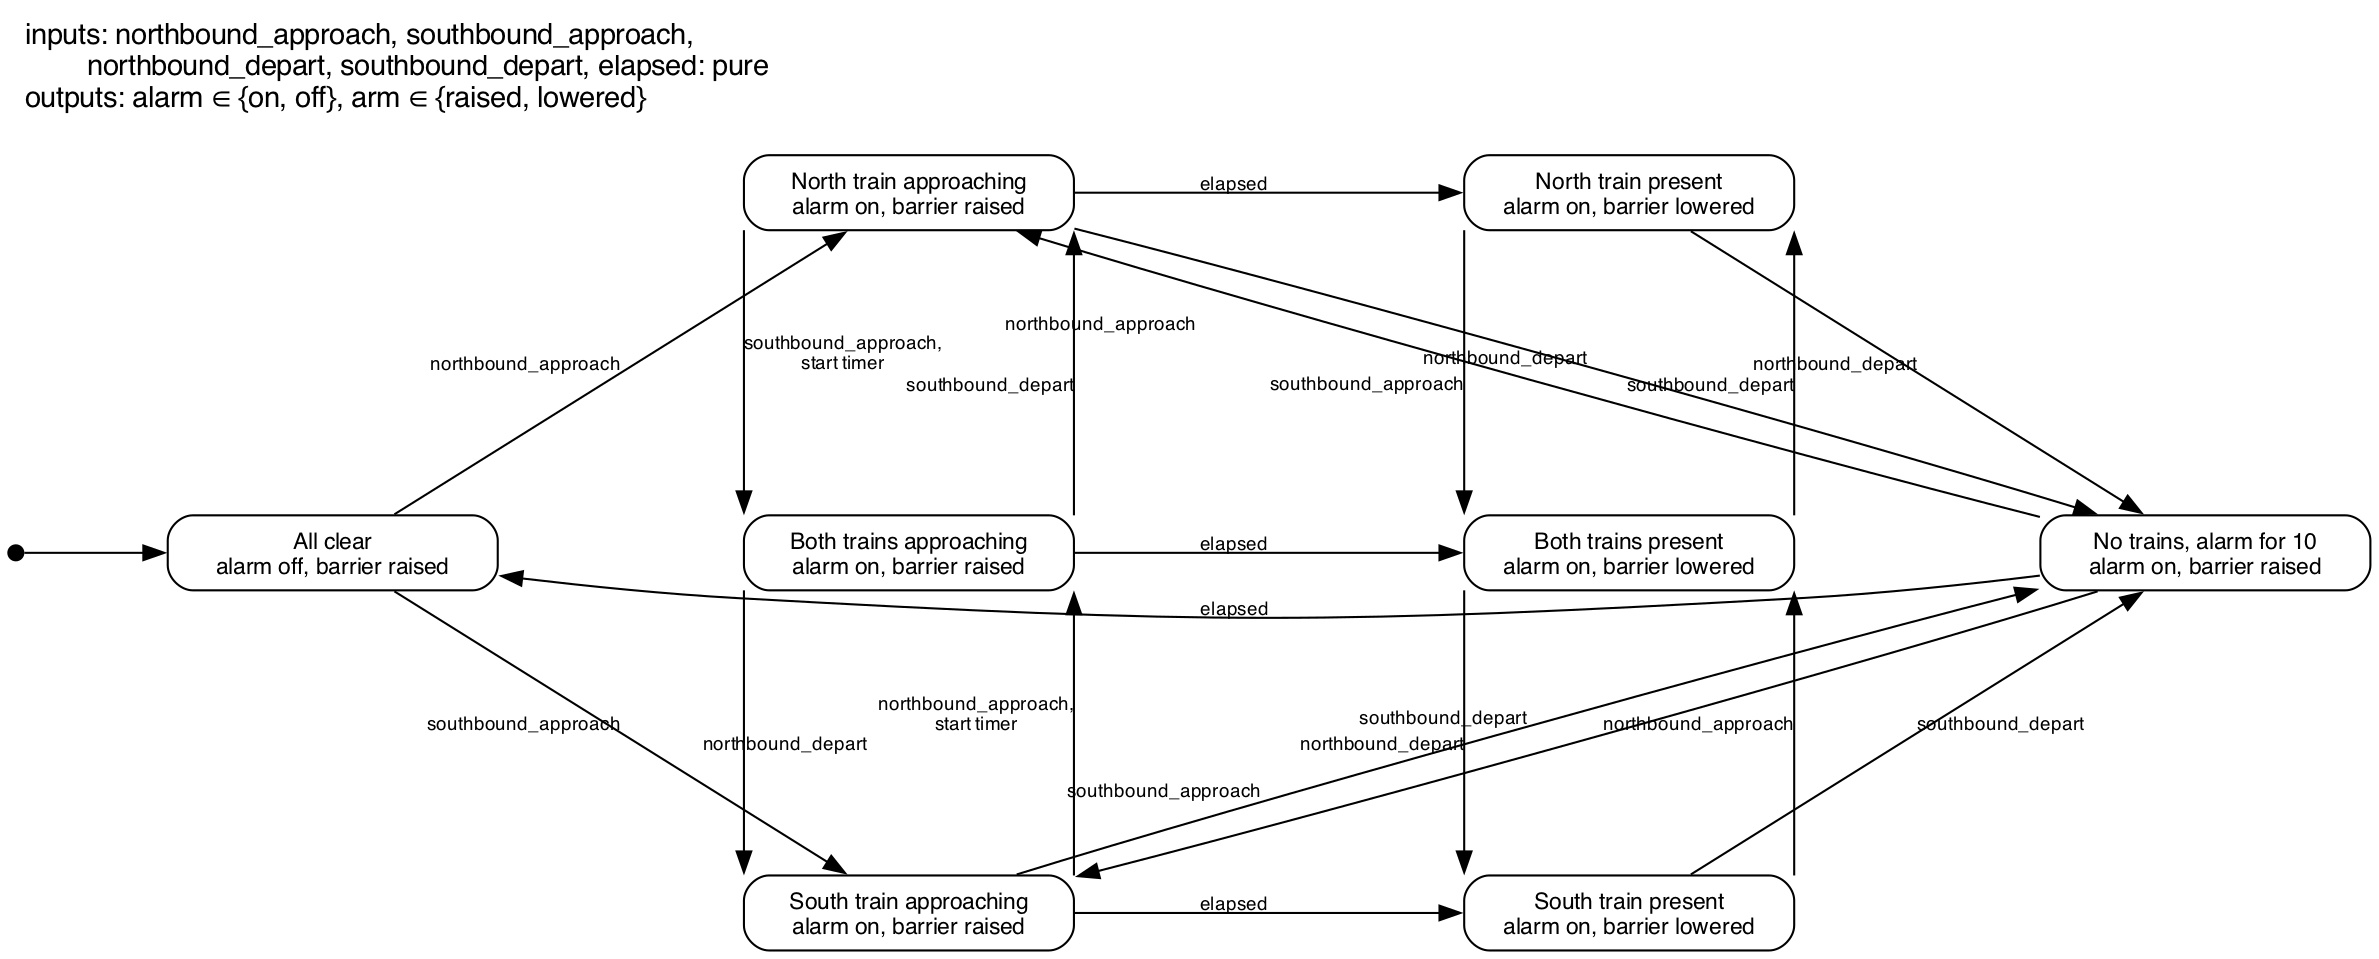 inputs: northbound_approach, southbound_approach,
northbound_depart, southbound_depart, elapsed: pure
outputs: alarm ∈ {on, off}, arm ∈ {raised, lowered}
North train approaching
alarm on, barrier raised
elapsed
North train present
alarm on, barrier lowered
northbound_approach
southbound_approach,
start timer
northbound_approach
southbound_depart
southbound_approach
northbound_depart
southbound_depart
northbound_depart
All clear
alarm off, barrier raised
Both trains approaching
alarm on, barrier raised
elapsed
Both trains present
alarm on, barrier lowered
No trains, alarm for 10
alarm on, barrier raised
elapsed
southbound_approach
northbound_depart
northbound_approach,
start timer
southbound_depart
northbound_depart
northbound_approach
southbound_depart
southbound_approach
South train approaching
alarm on, barrier raised
elapsed
South train present
alarm on, barrier lowered